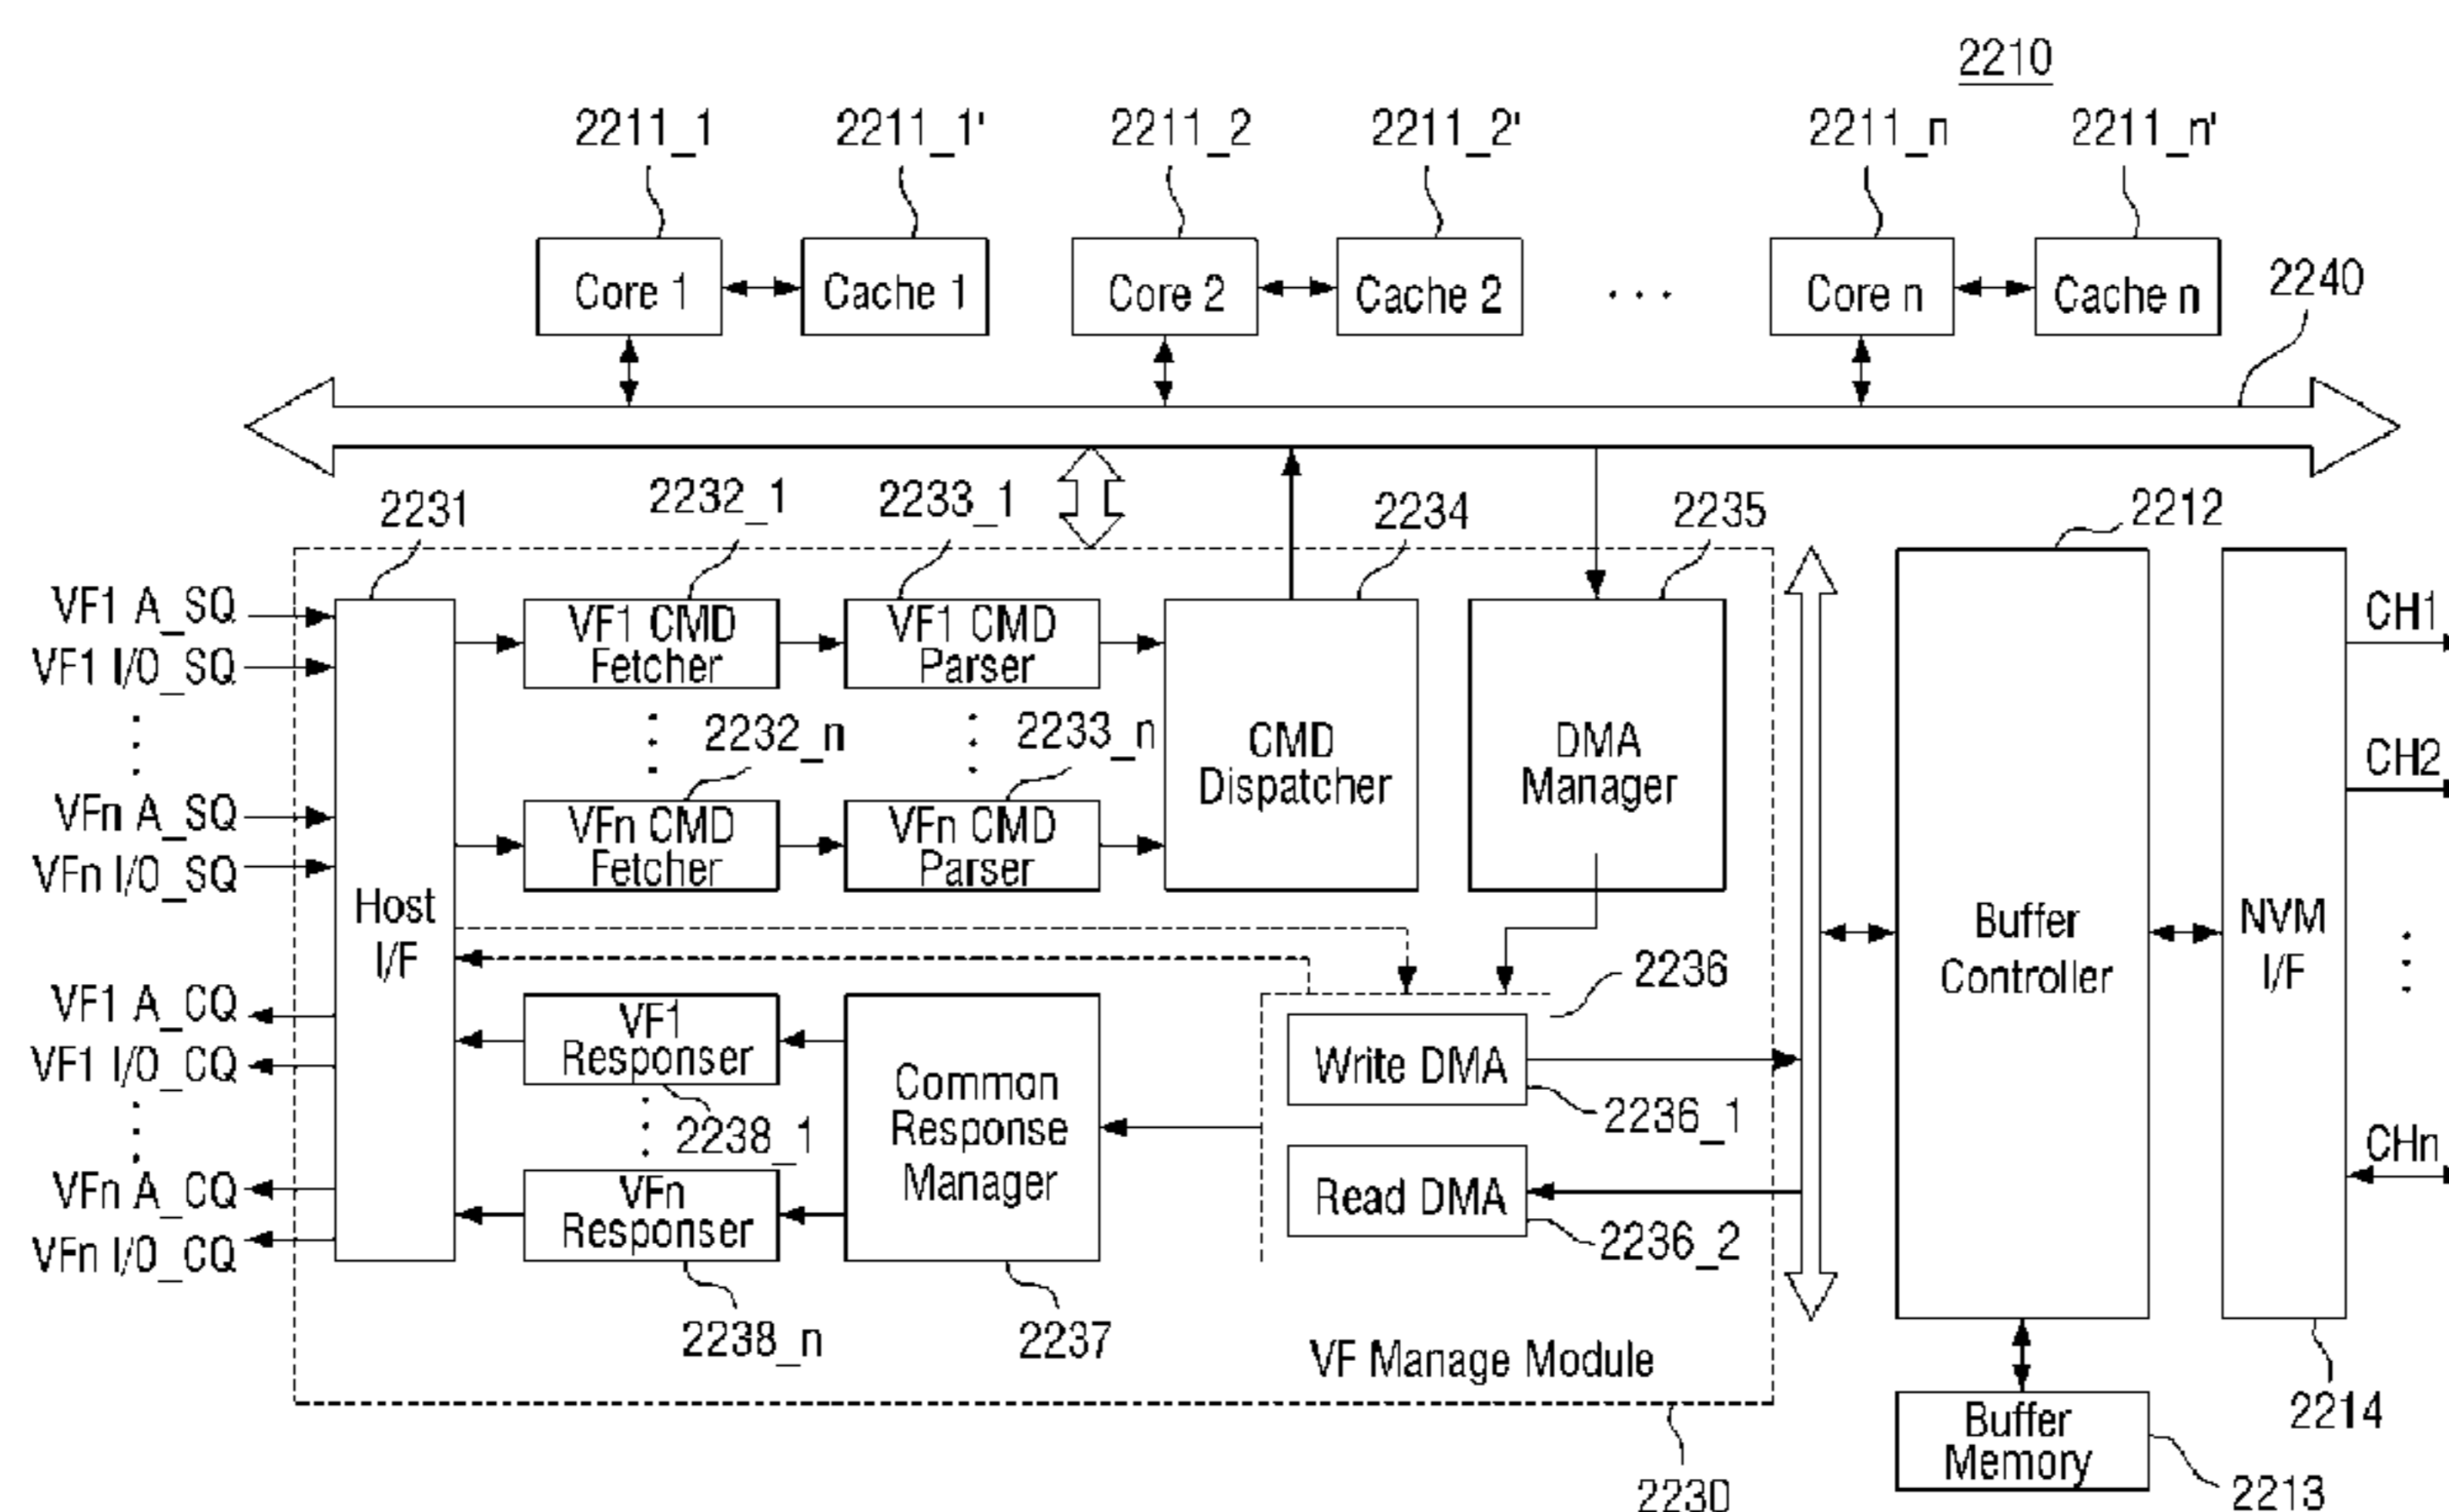 2210
2211_1
2211_1'
2211_2
2211_2'
2211_n
2211_n'
Core 1
Cache 1
Core 2
Cache 2
...
Core n
Cache n
2240
2231
2232_1
2233_1
2234
2235
2212
VF1 A_SQ
VF1 I/O_SQ
VFn A_SQ
VFn I/O_SQ
VF1 CMD
Fetcher
VF1 CMD
Parser
2232_n
2233_n
VFn CMD
Fetcher
VFn CMD
Parser
CMD
Dispatcher
DMA
Manager
Host
I/F
Buffer
Controller
NVM
I/F
CH1
CH2
CHn
VF1 A_CQ
VF1 I/O_CQ
VFn A_CQ
VFn I/O_CQ
VF1
Responser
2238_1
VFn
Responser
2238_n
Common
Response
Manager
2237
2236
Write DMA
2236_1
Read DMA
2236_2
VF Manage Module
2230
2214
Buffer
Memory
2213